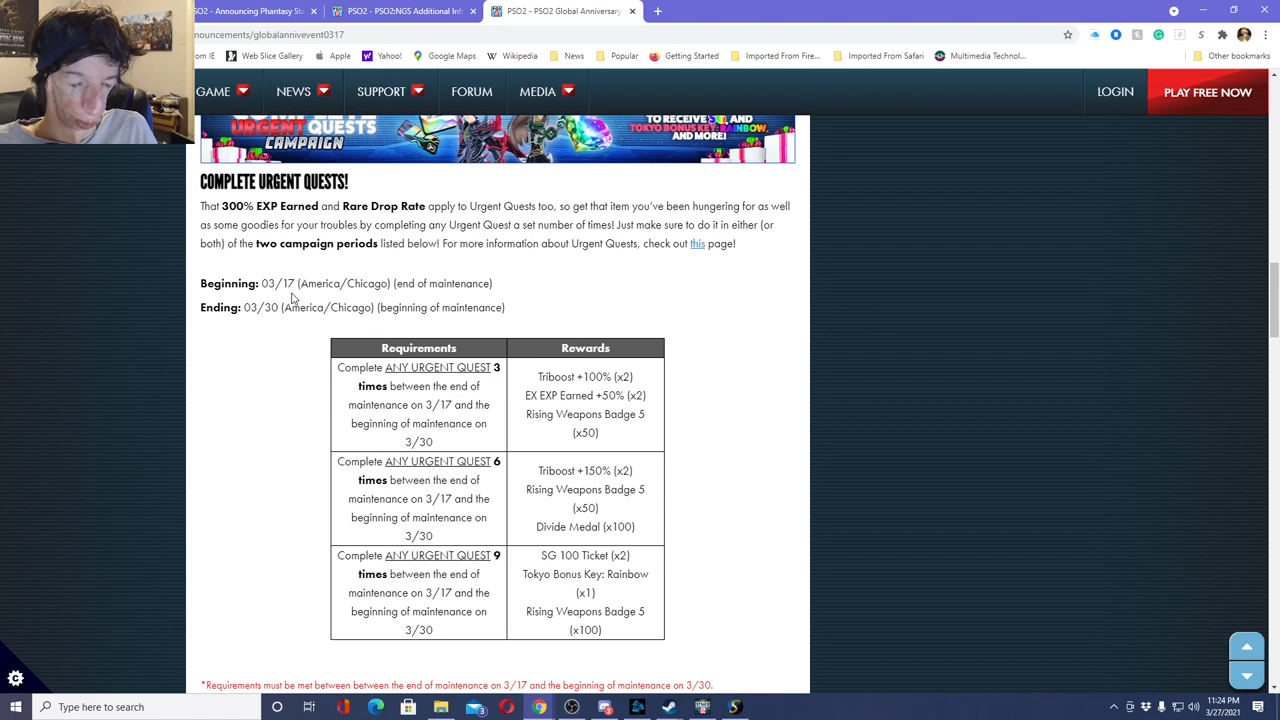 PSO2 - PSO2 Anniversary Phantasy Sta
PSO2 - PSO2:NGS Additional Infor
PSO2 - PSO2 Global Anniversary
nouncements/globalannivevent0317
om IE
Web Slice Gallery
Apple
Yahoo!
Google Maps
Wikipedia
News
Popular
Getting Started
Imported From Fire...
Imported From Safari
Multimedia Technol...
Other bookmarks
GAME
NEWS
SUPPORT
FORUM
MEDIA
LOGIN
PLAY FREE NOW
COMPLETE
URGENT QUESTS
CAMPAIGN
TO RECEIVE SG AND
TOKYO BONUS KEY: RAINBOW,
AND MORE!
COMPLETE URGENT QUESTS!
That 300% EXP Earned and Rare Drop Rate apply to Urgent Quests too, so get that item you've been hungering for as well
as some goodies for your troubles by completing any Urgent Quest a set number of times! Just make sure to do it in either (or
both) of the two campaign periods listed below! For more information about Urgent Quests, check out this page!
Beginning: 03/17 (America/Chicago) (end of maintenance)
Ending: 03/30 (America/Chicago) (beginning of maintenance)
Requirements
Rewards
Complete ANY URGENT QUEST 3
times between the end of
maintenance on 3/17 and the
beginning of maintenance on
3/30
Triboost +100% (x2)
EX EXP Earned +50% (x2)
Rising Weapons Badge 5
(x50)
Complete ANY URGENT QUEST 6
times between the end of
maintenance on 3/17 and the
beginning of maintenance on
3/30
Triboost +150% (x2)
Rising Weapons Badge 5
(x50)
Divide Medal (x100)
Complete ANY URGENT QUEST 9
times between the end of
maintenance on 3/17 and the
beginning of maintenance on
3/30
SG 100 Ticket (x2)
Tokyo Bonus Key: Rainbow
(x1)
Rising Weapons Badge 5
(x100)
*Requirements must be met between between the end of maintenance on 3/17 and the beginning of maintenance on 3/30.
Type here to search
11:24 PM
3/27/2021